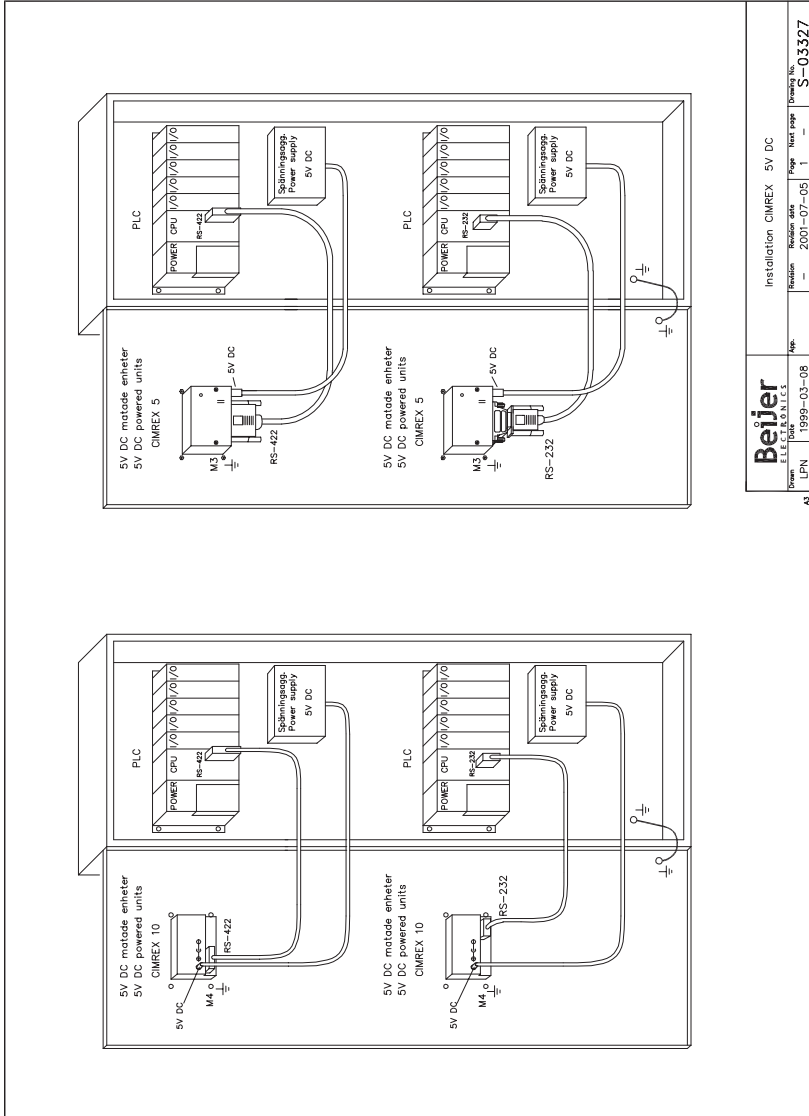 5V DC matade enheter
5V DC powered units
CIMREX 10
5V DC
M4
RS-422
PLC
POWER
CPU
I/O
I/O
I/O
I/O
I/O
RS-422
Spänningsagg.
Power supply
5V DC
5V DC matade enheter
5V DC powered units
CIMREX 10
5V DC
M4
RS-232
PLC
POWER
CPU
I/O
I/O
I/O
I/O
I/O
RS-232
Spänningsagg.
Power supply
5V DC
5V DC matade enheter
5V DC powered units
CIMREX 5
5V DC
M3
RS-422
PLC
POWER
CPU
I/O
I/O
I/O
I/O
I/O
RS-422
Spänningsagg.
Power supply
5V DC
5V DC matade enheter
5V DC powered units
CIMREX 5
5V DC
M3
RS-232
PLC
POWER
CPU
I/O
I/O
I/O
I/O
I/O
RS-232
Spänningsagg.
Power supply
5V DC
Beijer
ELECTRONICS
Installation CIMREX 5V DC
Drawn Date App. Revision Revision date Page Next page Drawing No.
LPN 1999-03-08 – 2001-07-05 1 – S-03327
A3